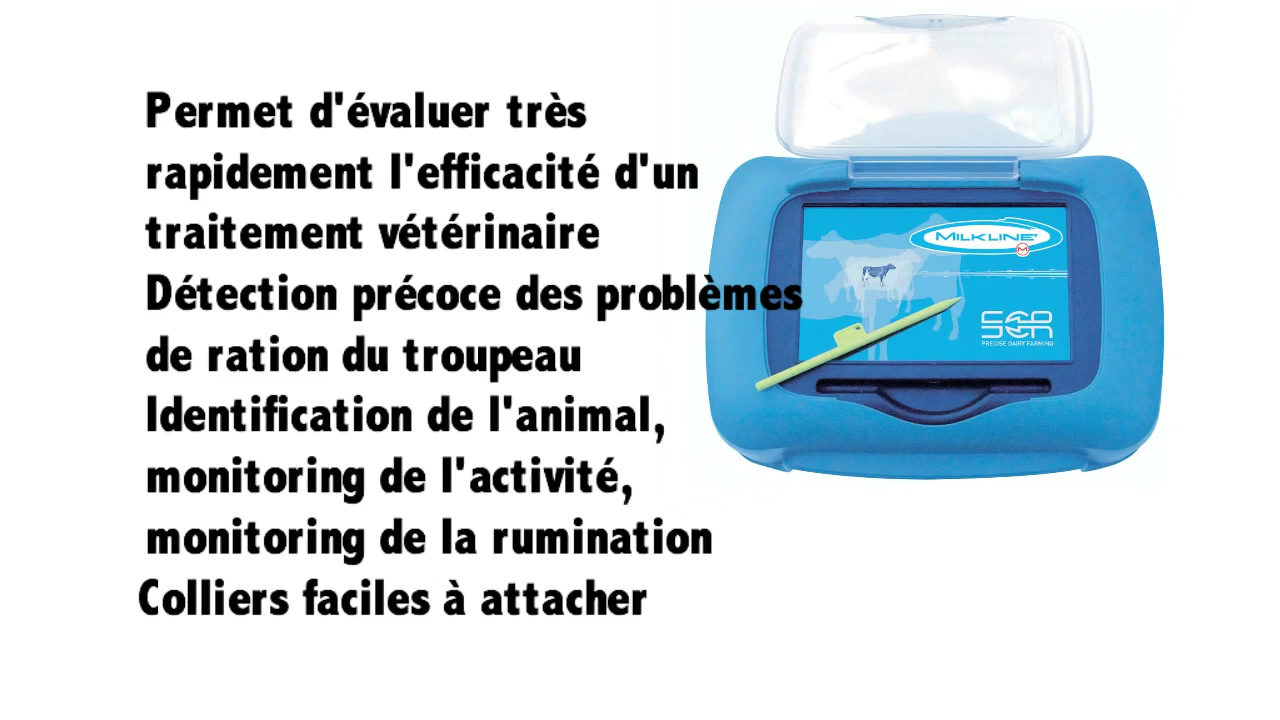 Permet d'évaluer très
rapidement l'efficacité d'un
traitement vétérinaire
Détection précoce des problèmes
de ration du troupeau
Identification de l'animal,
monitoring de l'activité,
monitoring de la rumination
Colliers faciles à attacher
MILKLINE
M
SCR
PRECISE DAIRY FARMING